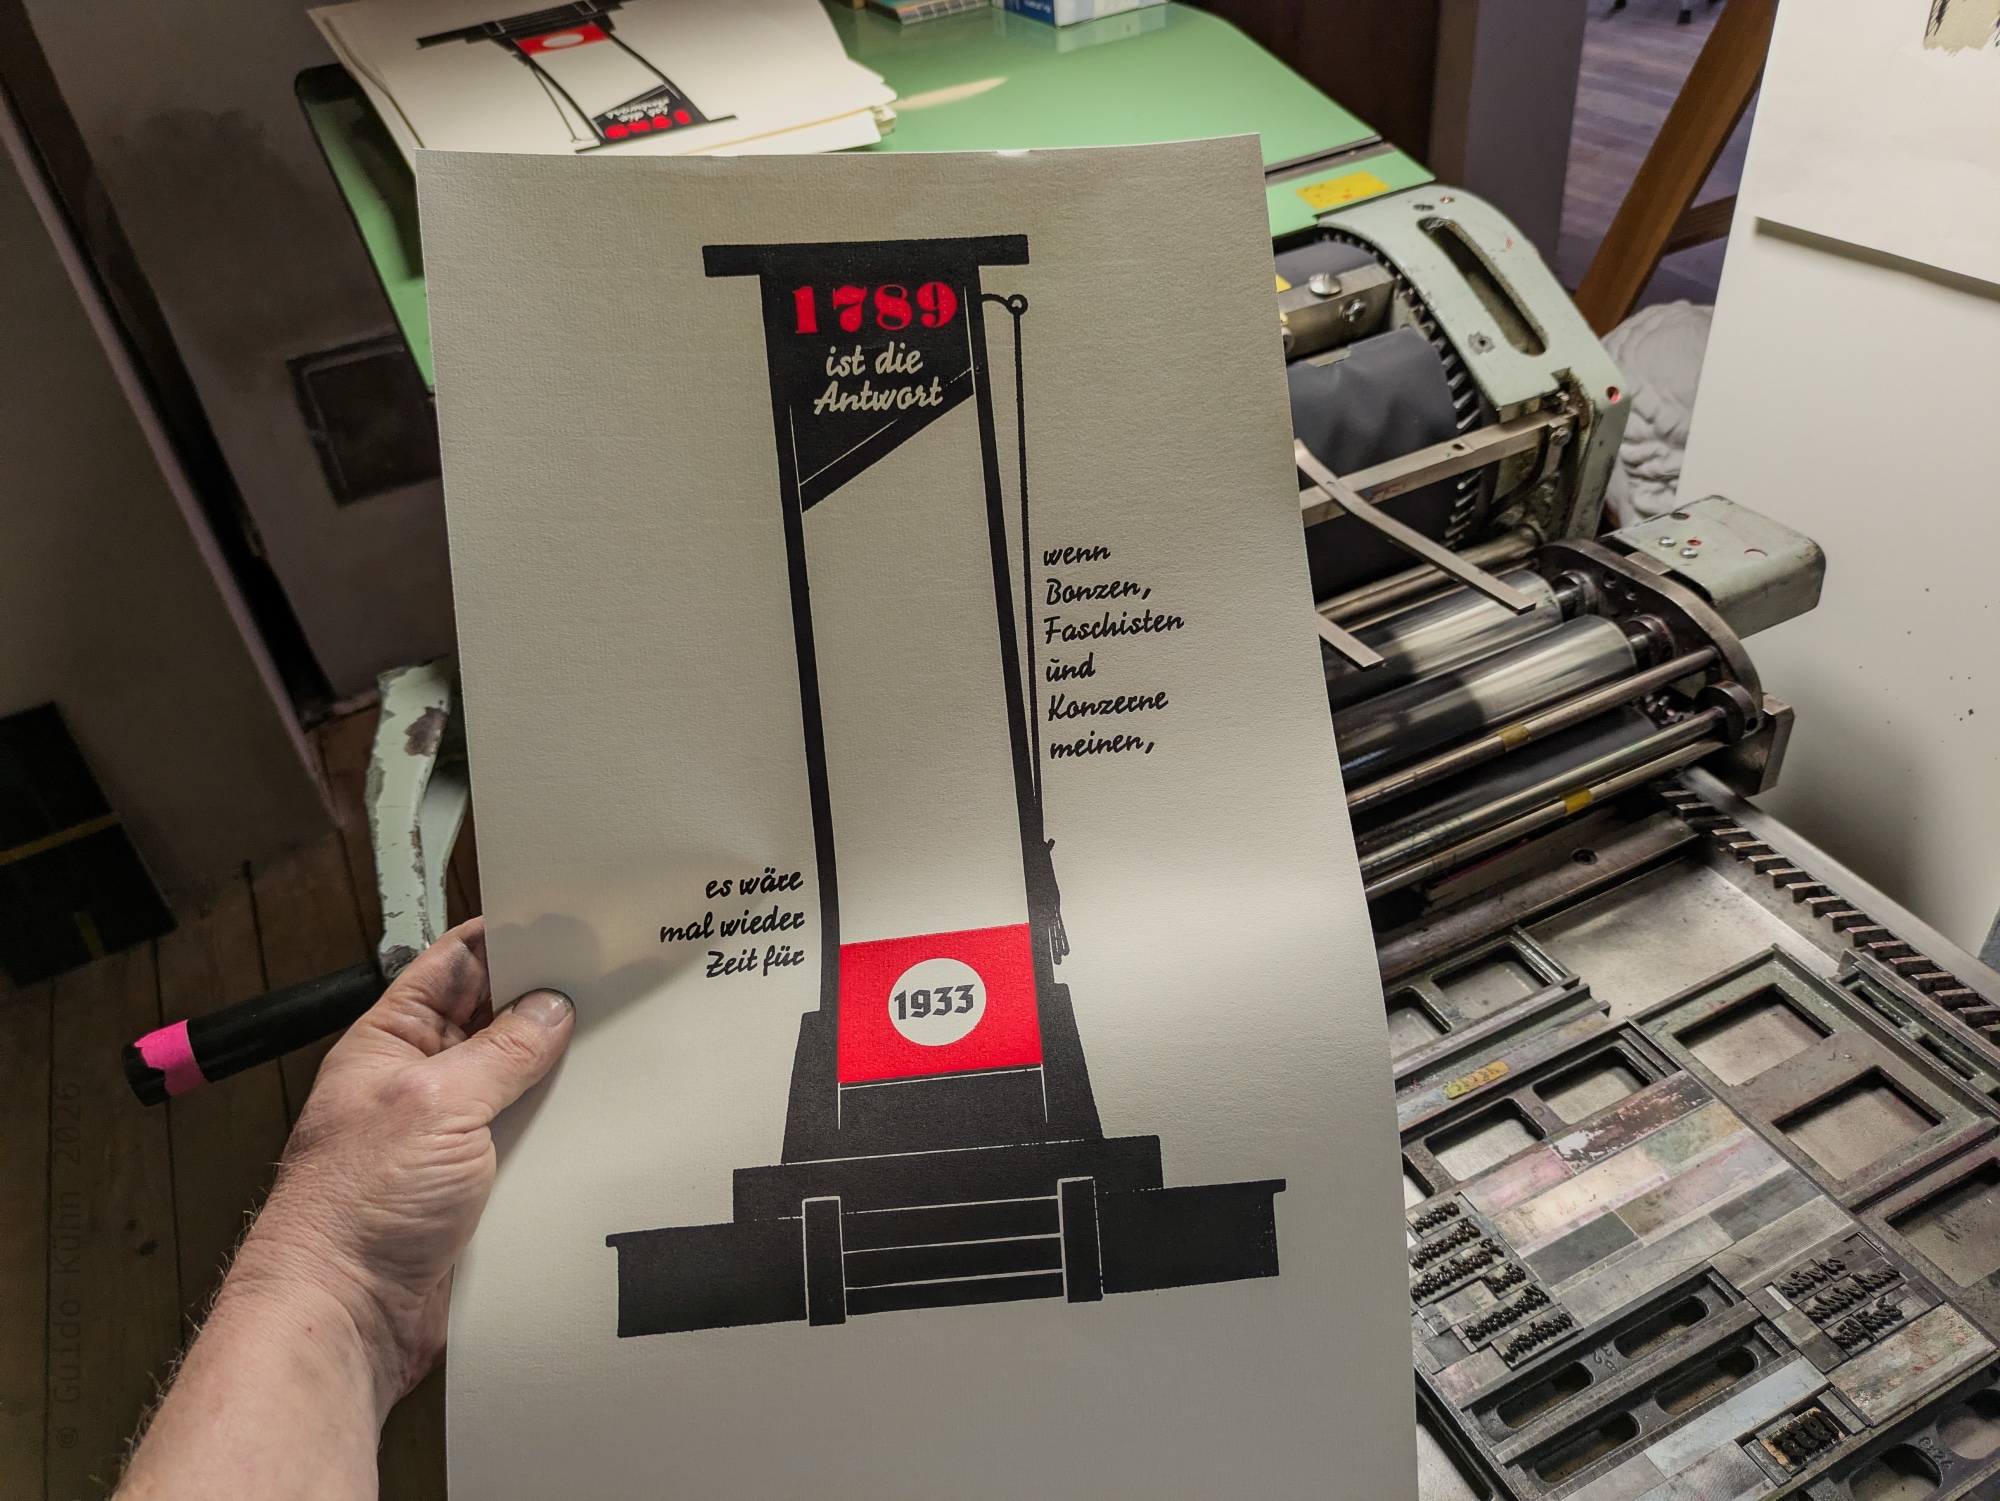 1789
ist die
Antwort
wenn
Bonzen,
Faschisten
und
Konzerne
meinen,
es wäre
mal wieder
Zeit für
1933
© Guido Kühn 2026